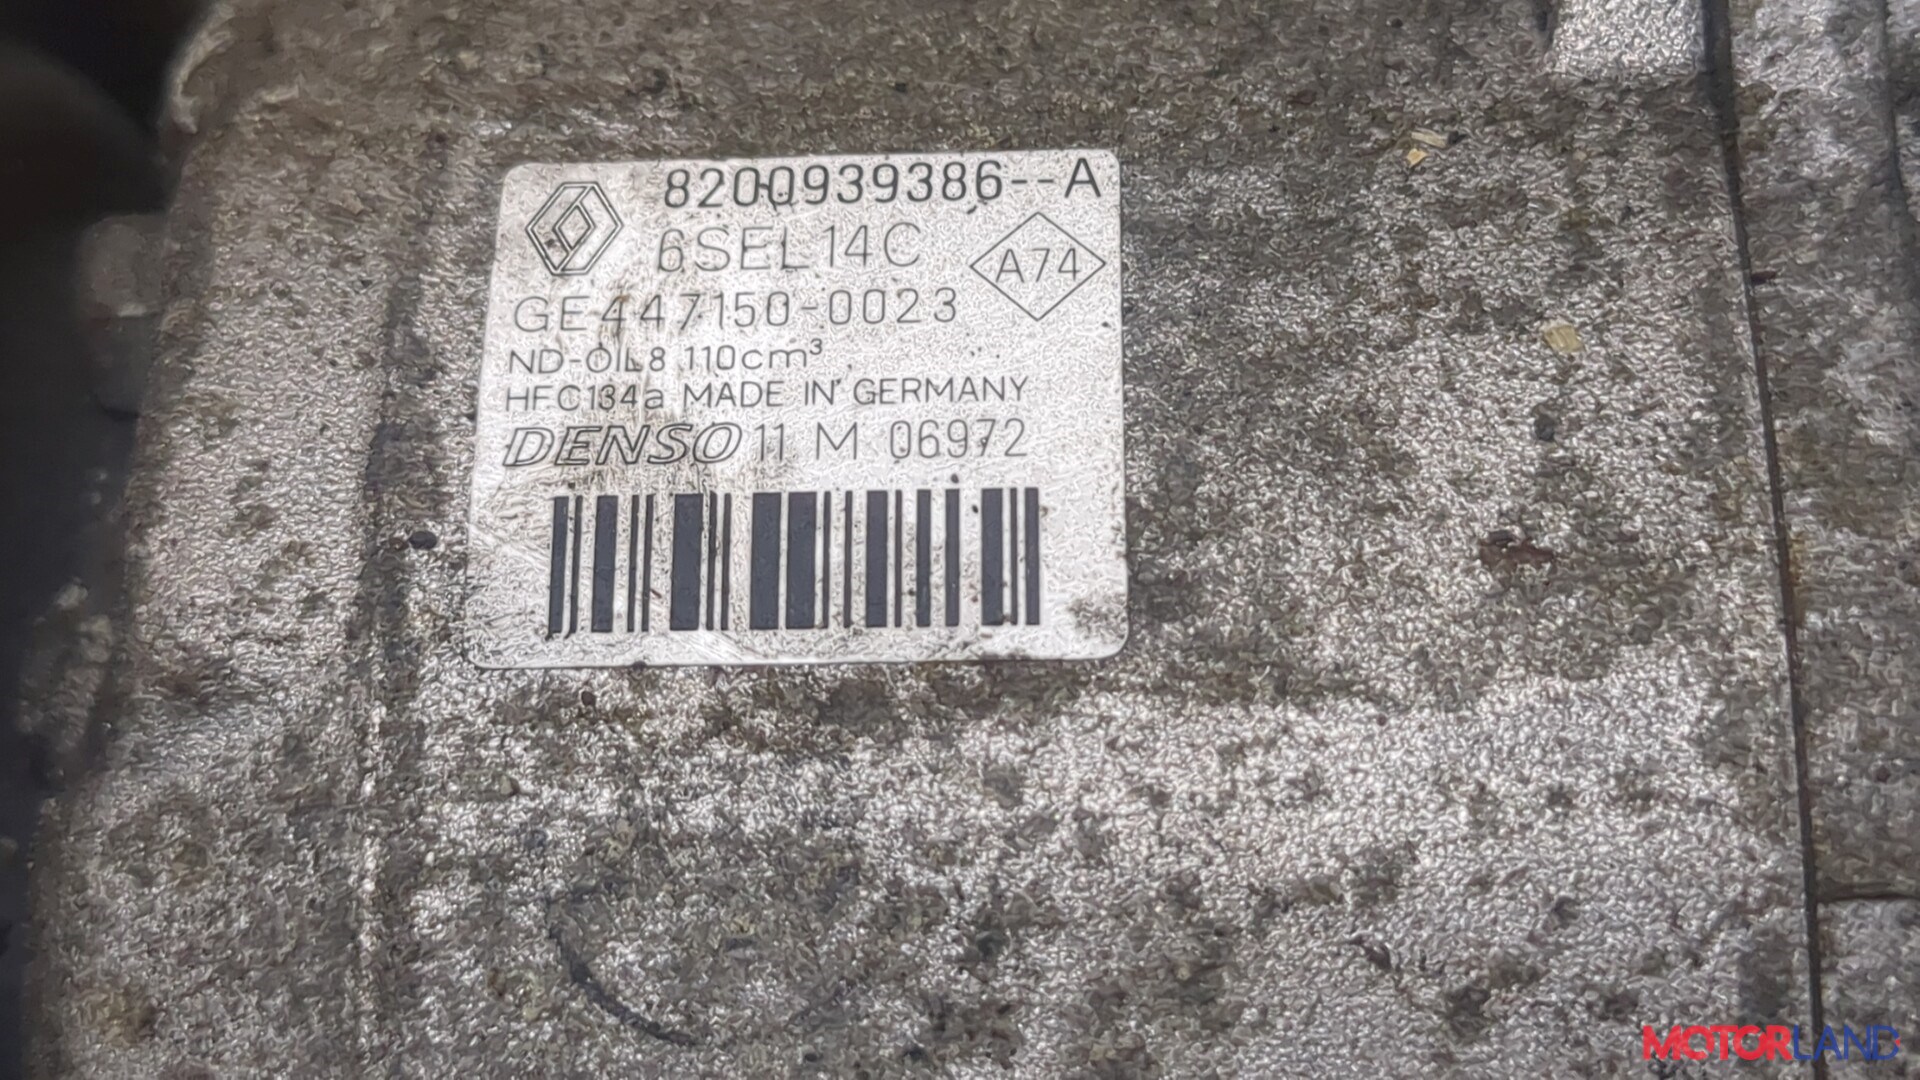 8200939386--A
6SEL14C
A74
GE447150-0023
ND-OIL8 110cm³
HFC134a MADE IN GERMANY
DENSO 11 M 06972
MOTORLAND